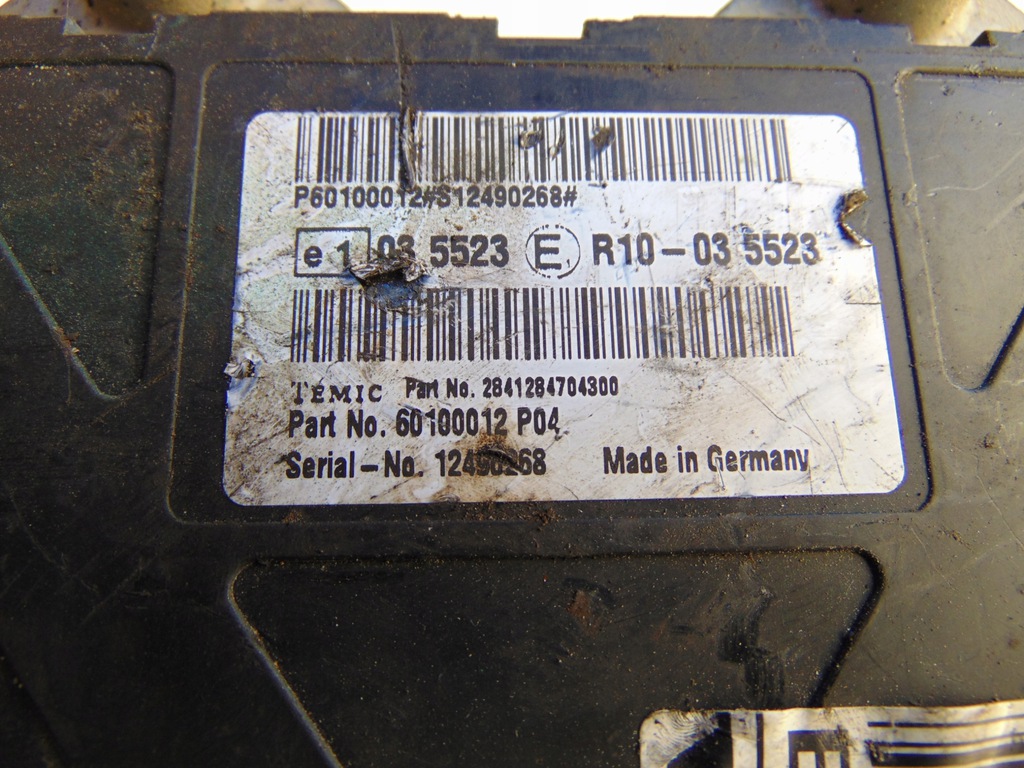 P60100012#S12490268#
e 1 03 5523 E1 R10-03 5523
TEMIC Part No. 2841284704300
Part No. 60100012 P04
Serial-No. 12490268 Made in Germany